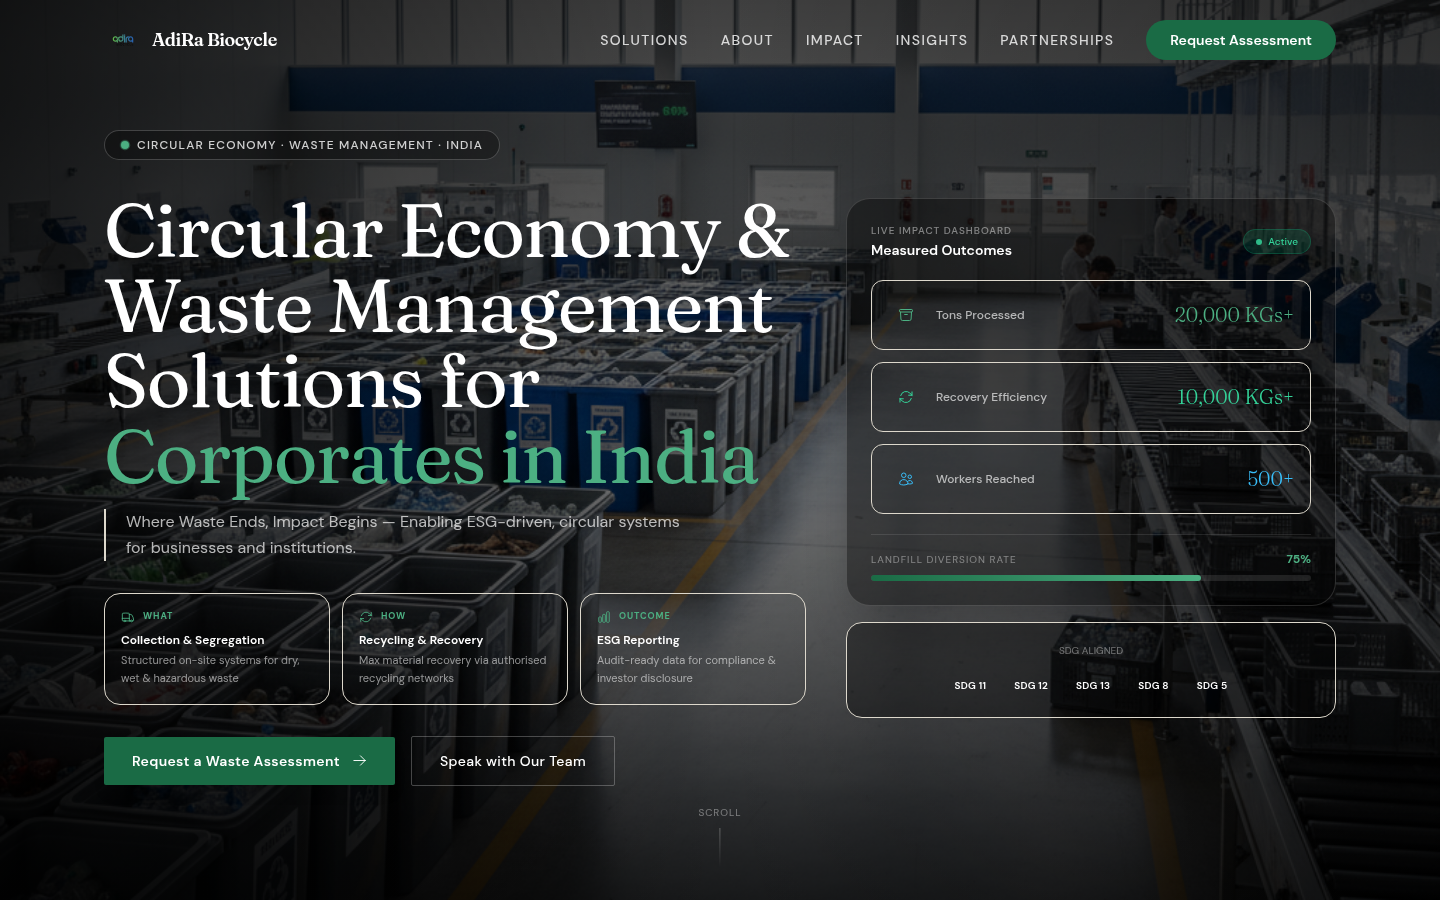 adira
AdiRa Biocycle
SOLUTIONS
ABOUT
IMPACT
INSIGHTS
PARTNERSHIPS
Request Assessment
CIRCULAR ECONOMY · WASTE MANAGEMENT · INDIA
Circular Economy &
Waste Management
Solutions for
Corporates in India
Where Waste Ends, Impact Begins — Enabling ESG-driven, circular systems
for businesses and institutions.
WHAT
Collection & Segregation
Structured on-site systems for dry,
wet & hazardous waste
HOW
Recycling & Recovery
Max material recovery via authorised
recycling networks
OUTCOME
ESG Reporting
Audit-ready data for compliance &
investor disclosure
Request a Waste Assessment →
Speak with Our Team
LIVE IMPACT DASHBOARD
Measured Outcomes
Active
Tons Processed
20,000 KGs+
Recovery Efficiency
10,000 KGs+
Workers Reached
500+
LANDFILL DIVERSION RATE
75%
SDG ALIGNED
SDG 11
SDG 12
SDG 13
SDG 8
SDG 5
SCROLL